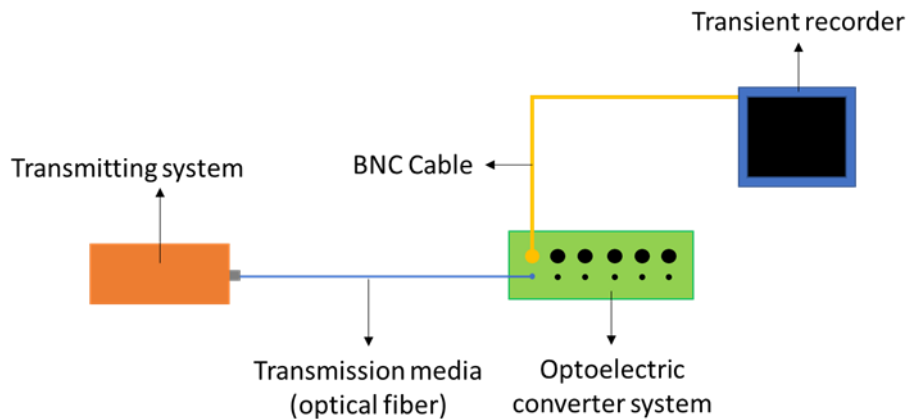 Transient recorder
BNC Cable
Transmitting system
Transmission media
(optical fiber)
Optoelectric
converter system